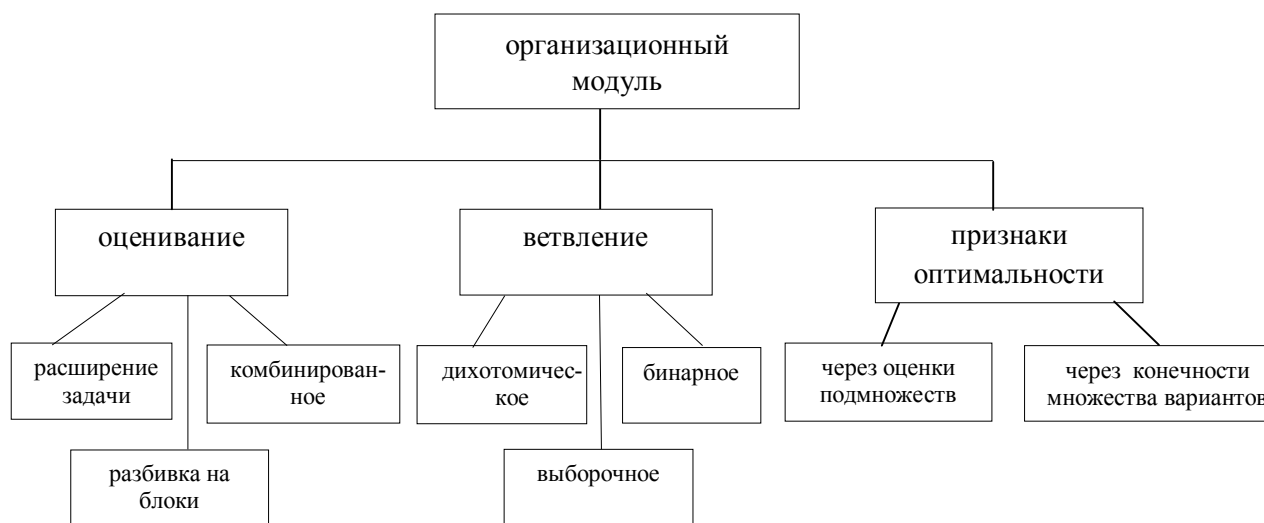 организационный
модуль
оценивание
ветвление
признаки
оптимальности
расширение
задачи
комбинирован-
ное
дихотомичес-
кое
бинарное
через оценки
подмножеств
через конечности
множества вариантов
разбивка на
блоки
выборочное